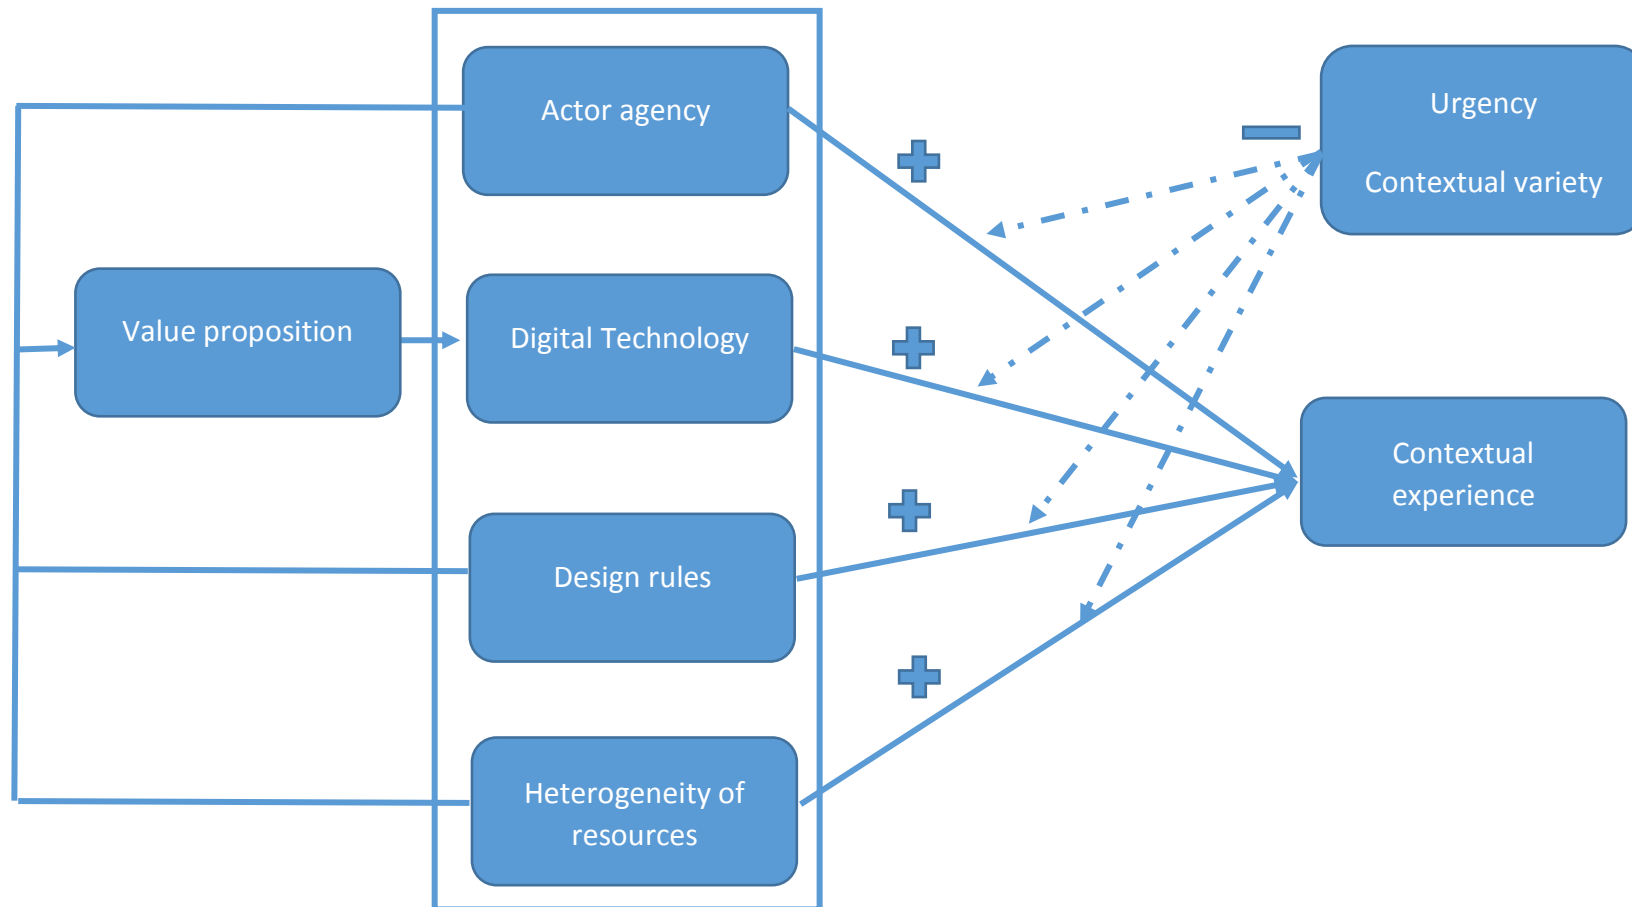 Actor agency
Urgency
Contextual variety
Value proposition
Digital Technology
Contextual
experience
Design rules
Heterogeneity of
resources